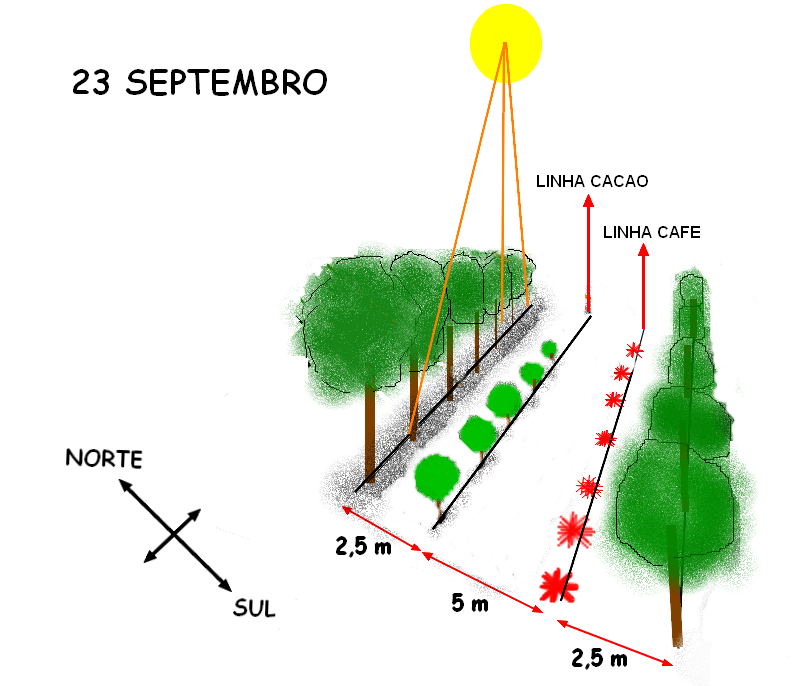 23 SEPTEMBRO
LINHA CACAO
LINHA CAFE
NORTE
SUL
2,5 m
5 m
2,5 m